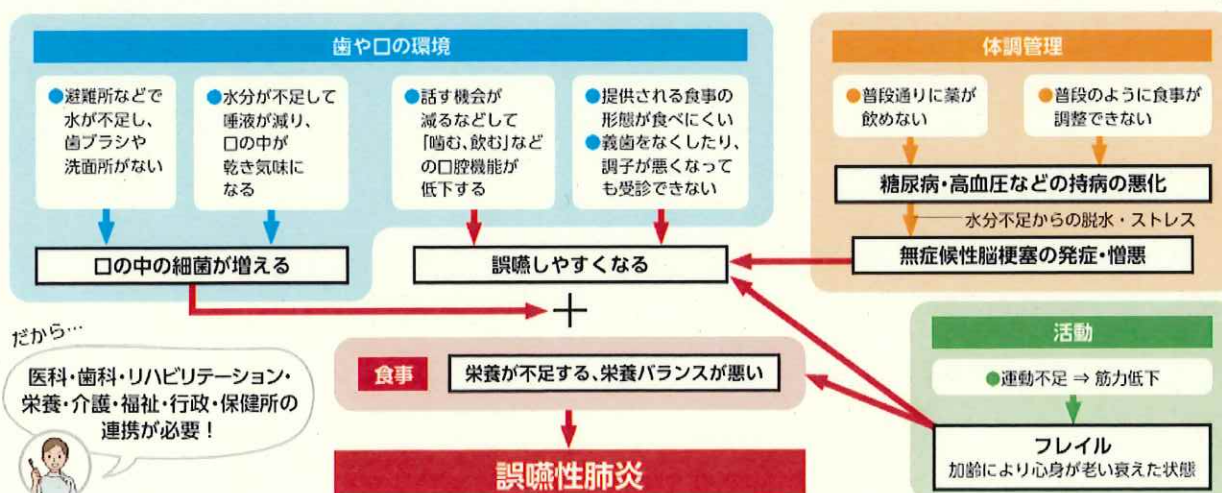 歯や口の環境
●避難所などで
水が不足し、
歯ブラシや
洗面所がない
●水分が不足して
唾液が減り、
口の中が
乾き気味に
なる
●話す機会が
減るなどして
「噛む、飲む」など
の口腔機能が
低下する
●提供される食事の
形態が食べにくい
●義歯をなくしたり、
調子が悪くなって
も受診できない
口の中の細菌が増える
誤嚥しやすくなる
体調管理
●普段通りに薬が
飲めない
●普段のように食事が
調整できない
糖尿病・高血圧などの持病の悪化
水分不足からの脱水・ストレス
無症候性脳梗塞の発症・憎悪
＋
活動
●運動不足 ⇒ 筋力低下
フレイル
加齢により心身が老い衰えた状態
食事
栄養が不足する、栄養バランスが悪い
誤嚥性肺炎
だから…
医科・歯科・リハビリテーション・
栄養・介護・福祉・行政・保健所の
連携が必要！